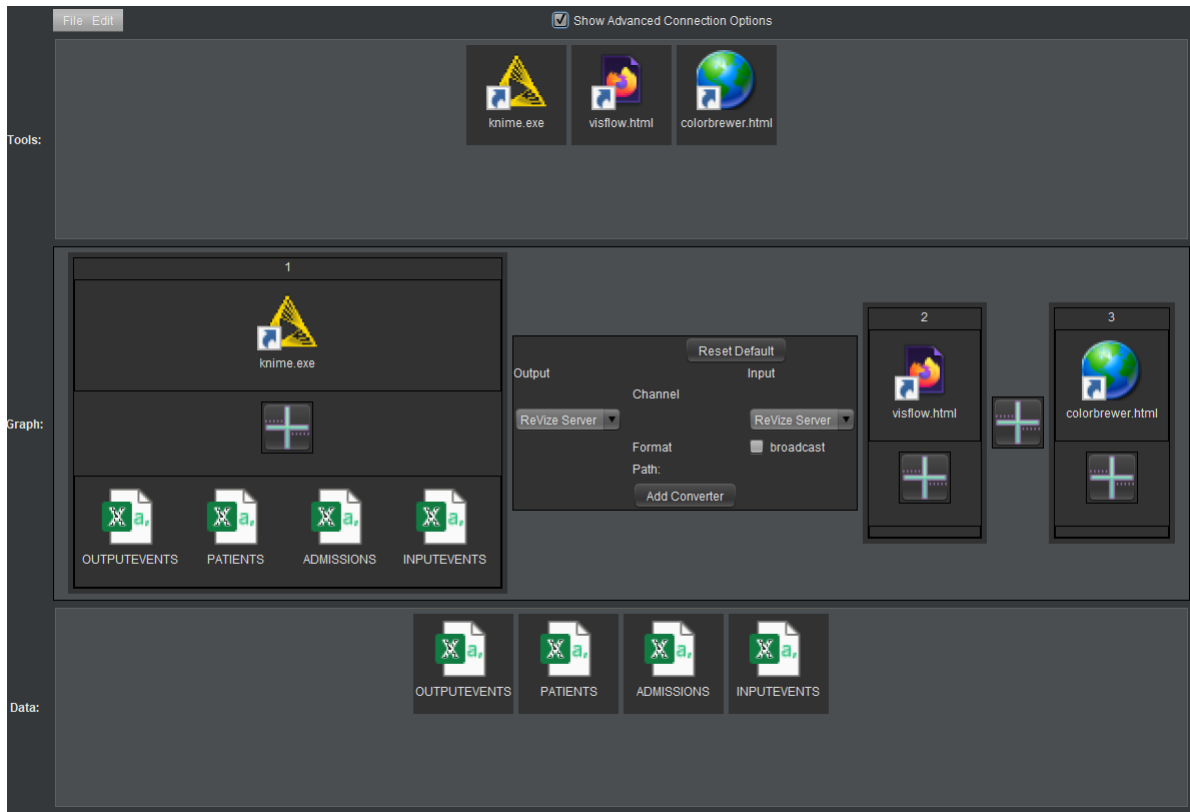 File Edit
Show Advanced Connection Options
Tools:
knime.exe
visflow.html
colorbrewer.html
Graph:
1
knime.exe
OUTPUTEVENTS
PATIENTS
ADMISSIONS
INPUTEVENTS
Reset Default
Output
Input
Channel
ReVize Server
ReVize Server
Format
broadcast
Path:
Add Converter
2
visflow.html
3
colorbrewer.html
Data:
OUTPUTEVENTS
PATIENTS
ADMISSIONS
INPUTEVENTS